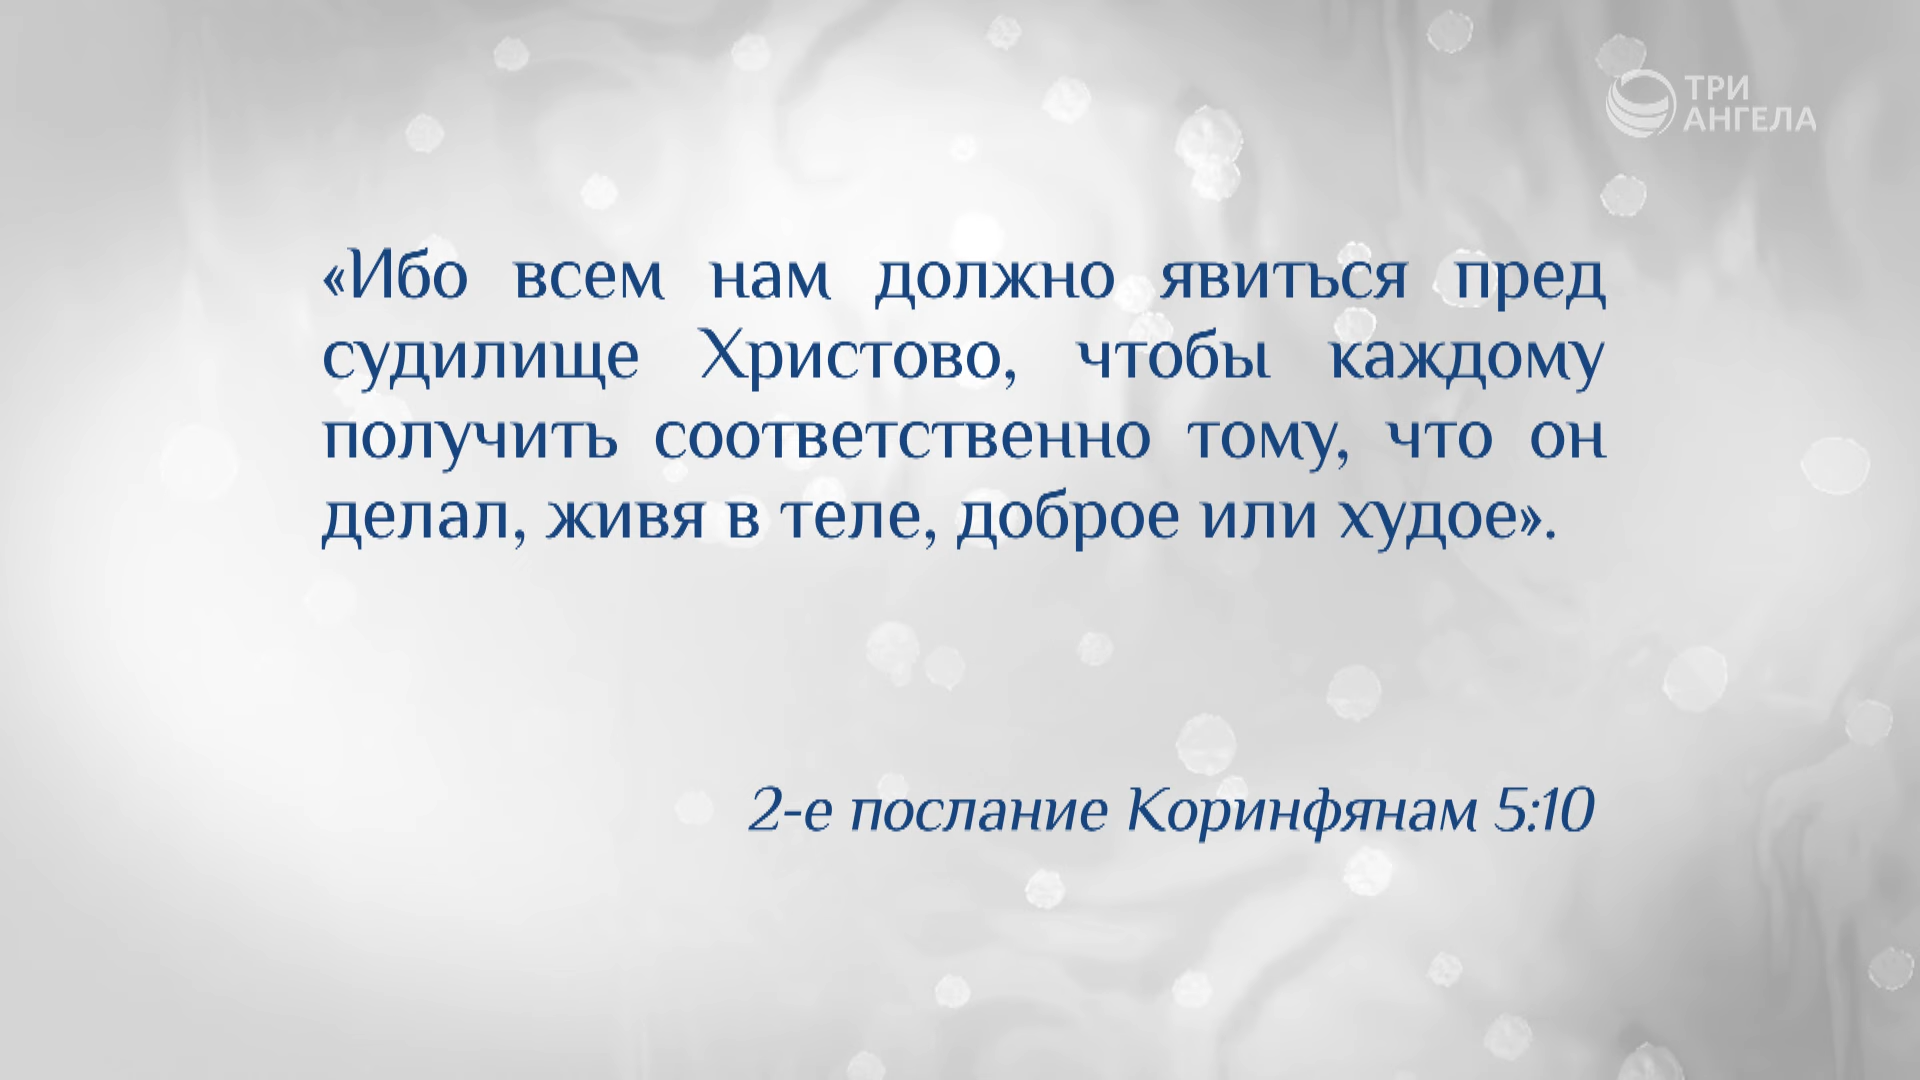 ТРИ
АНГЕЛА
«Ибо всем нам должно явиться пред
судилище Христово, чтобы каждому
получить соответственно тому, что он
делал, живя в теле, доброе или худое».
2-е послание Коринфянам 5:10